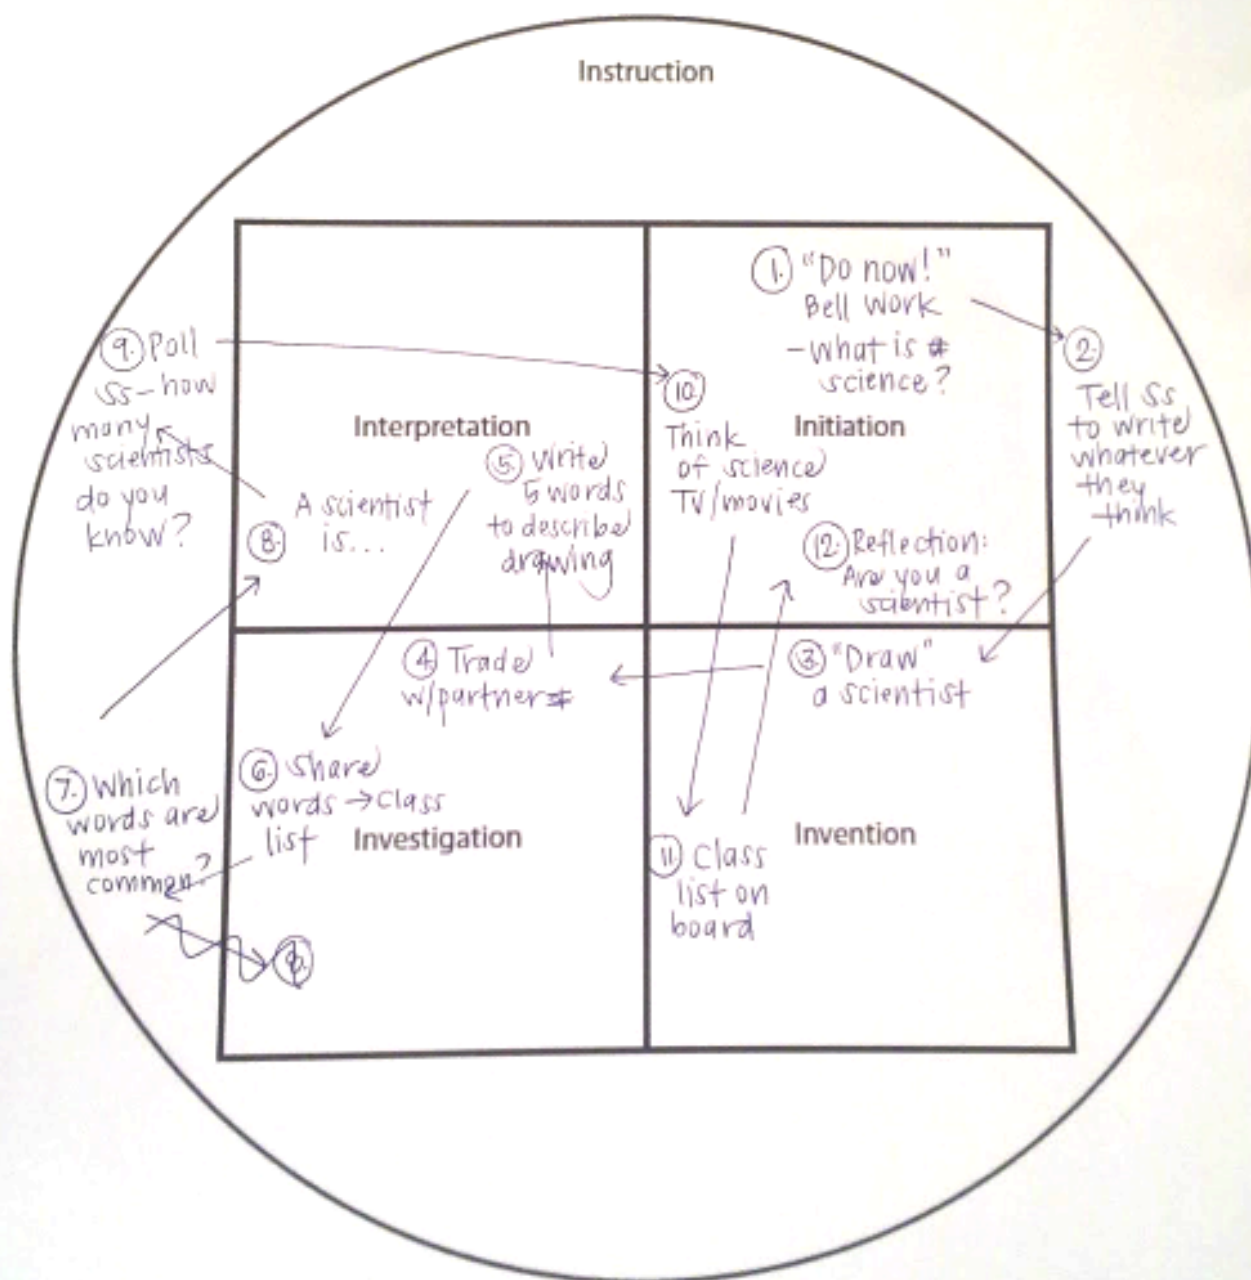 Instruction
1. "Do now!"
Bell work
- what is
science?
2.
Tell Ss
to write
whatever
they
think
9. Poll
Ss - how
many
scientists
do you
know?
Interpretation
10.
Think
of science
TV/movies
Initiation
5. Write
5 words
to describe
drawing
8. A scientist
is...
12. Reflection:
Are you a
scientist?
4. Trade
w/partner
3. "Draw"
a scientist
7. Which
words are
most
common?
6. Share
words → Class
list
Investigation
Invention
11. Class
list on
board